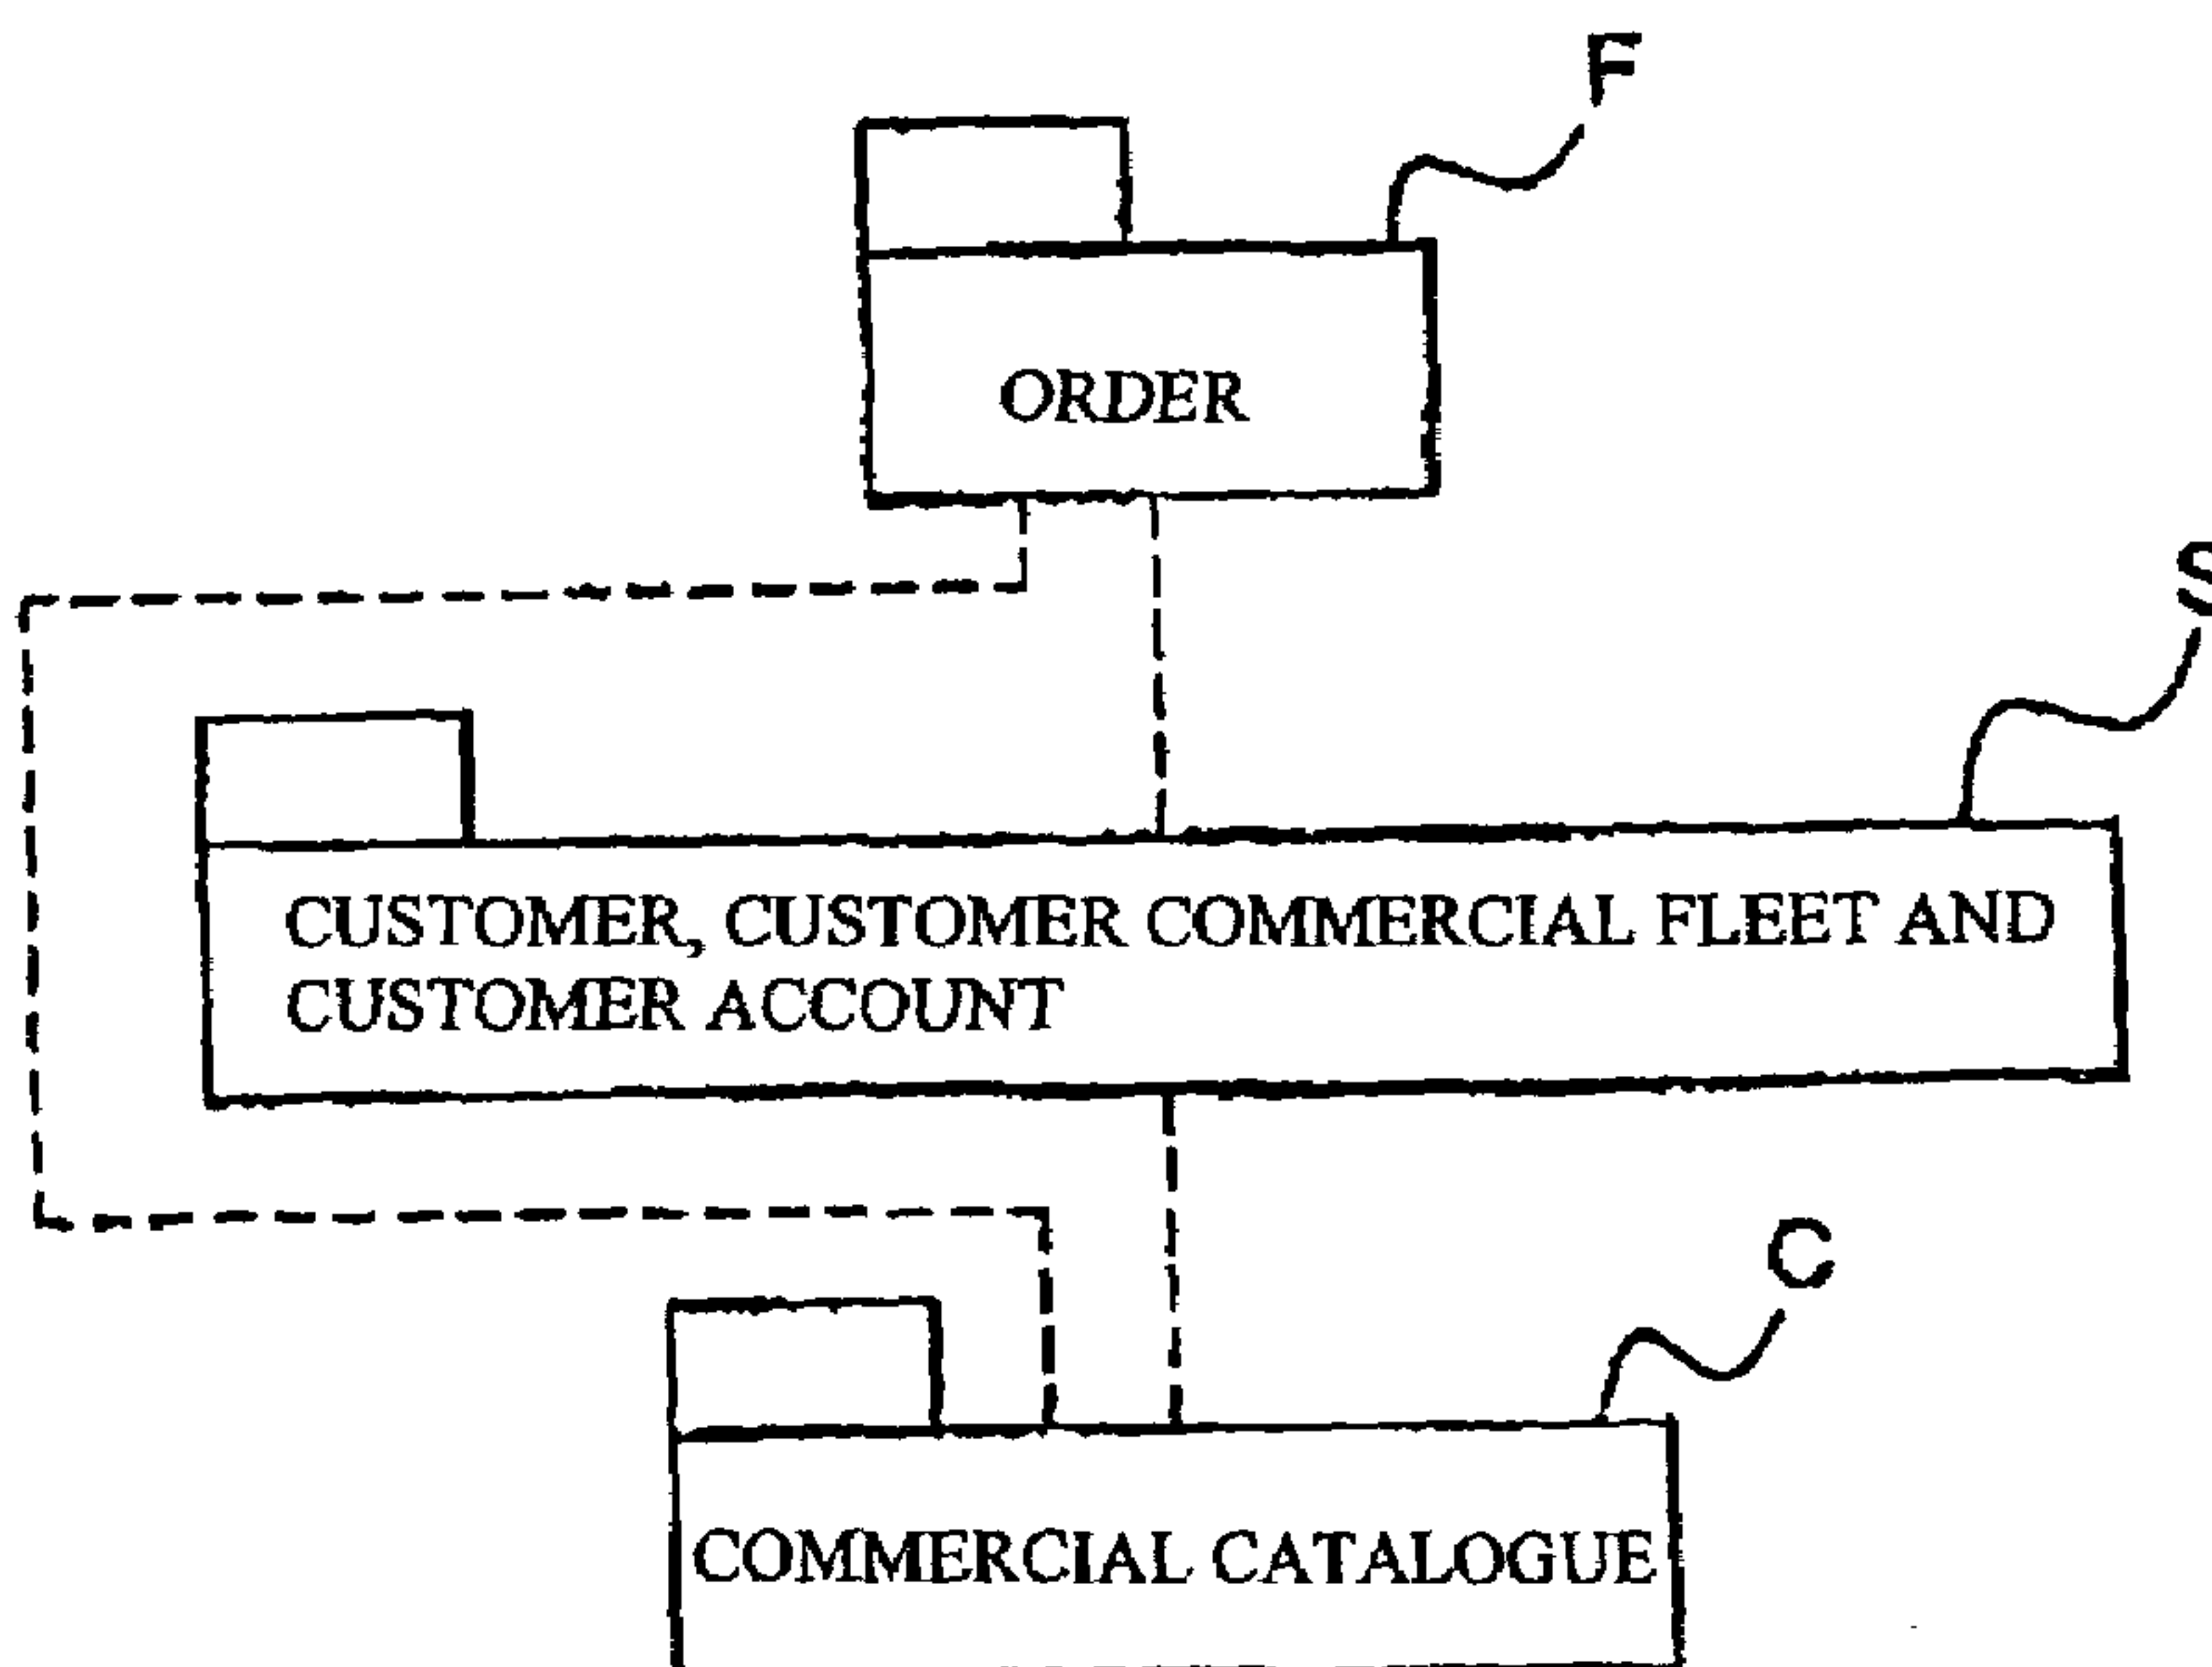 F
ORDER
S
CUSTOMER, CUSTOMER COMMERCIAL FLEET AND
CUSTOMER ACCOUNT
C
COMMERCIAL CATALOGUE